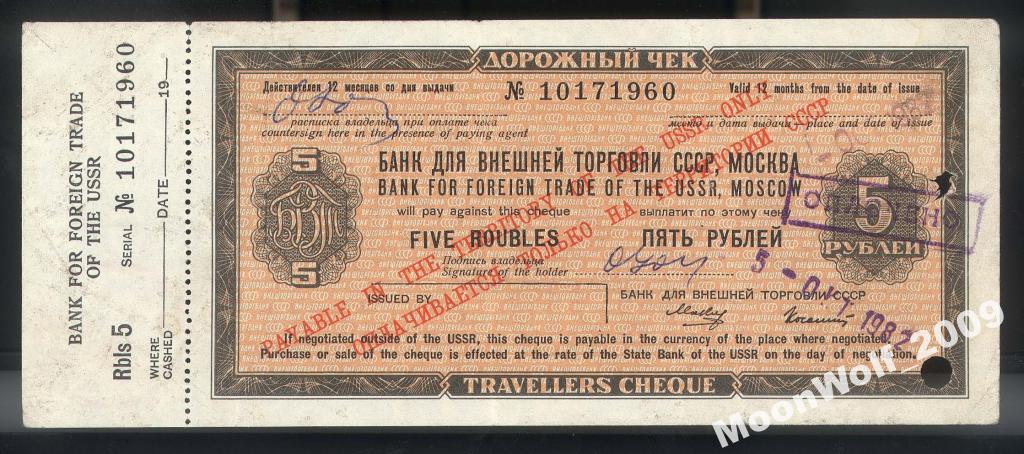 BANK FOR FOREIGN TRADE
OF THE USSR
SERIAL № 10171960
Rbls 5
WHERE CASHED
DATE 19
ДОРОЖНЫЙ ЧЕК
Действителен 12 месяцев со дня выдачи
№ 10171960
Valid 12 months from the date of issue
расписка владельца при оплате чека
место и дата выдачи - place and date of issue
countersign here in the presence of paying agent
5
БАНК ДЛЯ ВНЕШНЕЙ ТОРГОВЛИ СССР, МОСКВА
BANK FOR FOREIGN TRADE OF THE USSR, MOSCOW
will pay against this cheque
выплатит по этому чеку
5
FIVE ROUBLES
ПЯТЬ РУБЛЕЙ
РУБЛЕЙ
БВТ
5
Подпись владельца
Signature of the holder
PAYABLE IN THE TERRITORY OF THE USSR ONLY
ОПЛАЧИВАЕТСЯ ТОЛЬКО НА ТЕРРИТОРИИ СССР
ISSUED BY
БАНК ДЛЯ ВНЕШНЕЙ ТОРГОВЛИ СССР
5 - 1982
If negotiated outside of the USSR, this cheque is payable in the currency of the place where negotiated.
Purchase or sale of the cheque is effected at the rate of the State Bank of the USSR on the day of negotiation.
TRAVELLERS CHEQUE
MoonWolf_2009